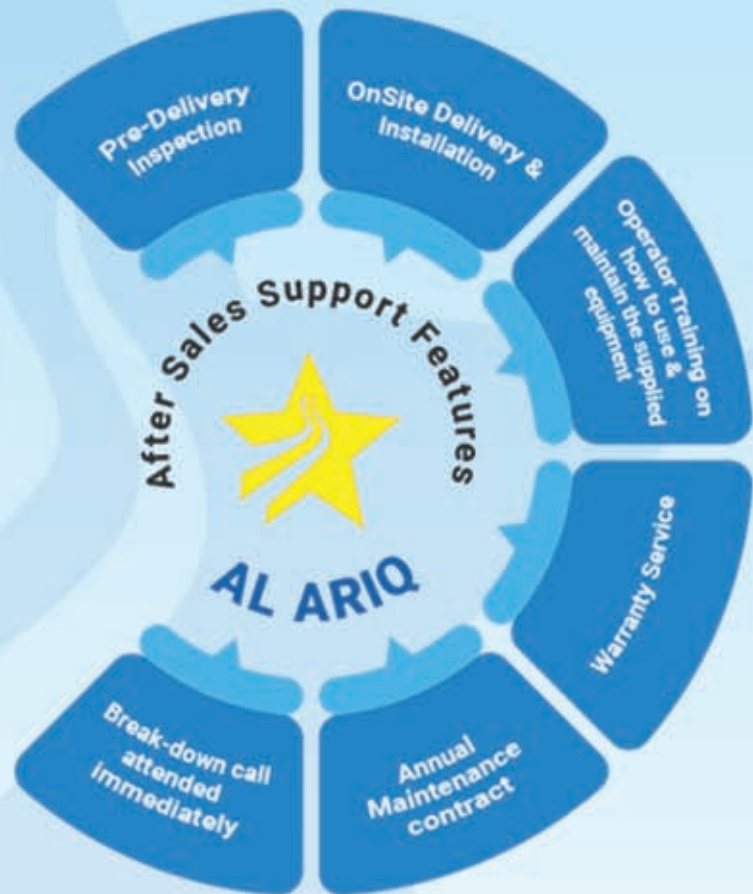 After Sales Support Features
AL ARIQ
Pre-Delivery
Inspection
OnSite Delivery &
Installation
Operator Training on
how to use &
maintain the supplied
equipment
Warranty Service
Annual
Maintenance
contract
Break-down call
attended
immediately